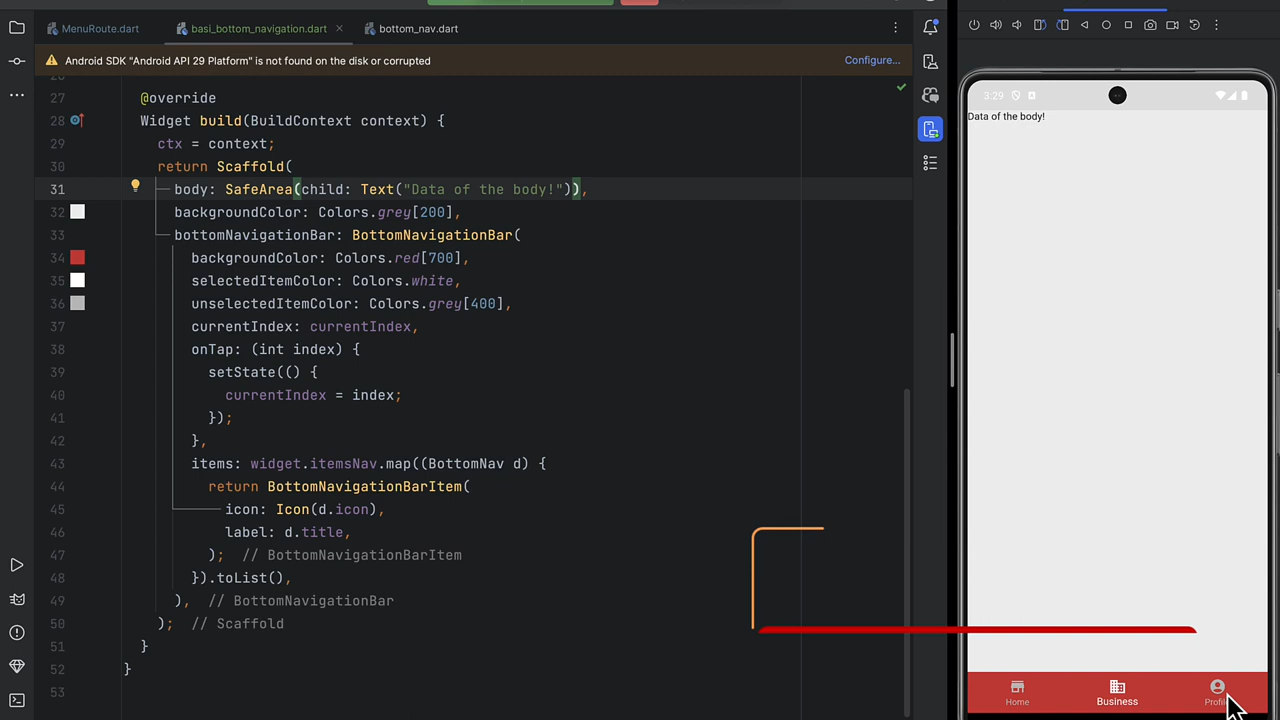 MenuRoute.dart
basi_bottom_navigation.dart
bottom_nav.dart
Android SDK "Android API 29 Platform" is not found on the disk or corrupted
Configure...
27 @override
28 Widget build(BuildContext context) {
29 ctx = context;
30 return Scaffold(
31 body: SafeArea(child: Text("Data of the body!")),
32 backgroundColor: Colors.grey[200],
33 bottomNavigationBar: BottomNavigationBar(
34 backgroundColor: Colors.red[700],
35 selectedItemColor: Colors.white,
36 unselectedItemColor: Colors.grey[400],
37 currentIndex: currentIndex,
38 onTap: (int index) {
39 setState(() {
40 currentIndex = index;
41 });
42 },
43 items: widget.itemsNav.map((BottomNav d) {
44 return BottomNavigationBarItem(
45 icon: Icon(d.icon),
46 label: d.title,
47 ); // BottomNavigationBarItem
48 }).toList(),
49 ), // BottomNavigationBar
50 ); // Scaffold
51 }
52 }
53
3:29
Data of the body!
Home
Business